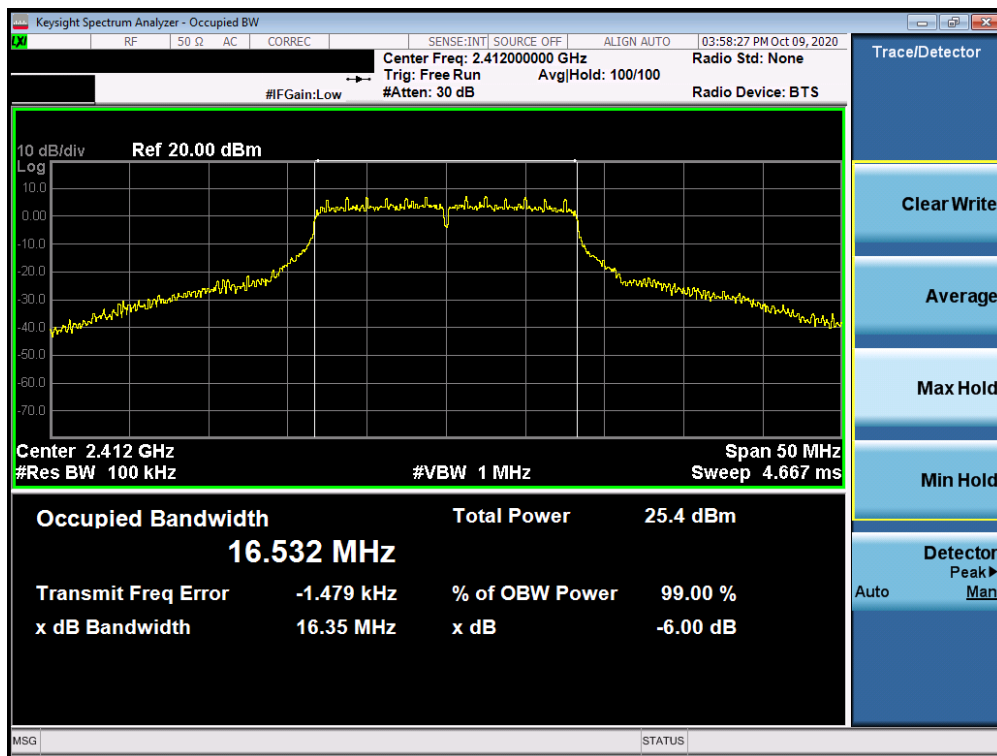 Keysight Spectrum Analyzer - Occupied BW
LXI RF 50 Ω AC CORREC SENSE:INT SOURCE OFF ALIGN AUTO 03:58:27 PM Oct 09, 2020
Center Freq: 2.412000000 GHz Radio Std: None
Trig: Free Run Avg|Hold: 100/100
#IFGain:Low #Atten: 30 dB Radio Device: BTS
Trace/Detector
10 dB/div Ref 20.00 dBm
Log
10.0
0.00
-10.0
-20.0
-30.0
-40.0
-50.0
-60.0
-70.0
Center 2.412 GHz Span 50 MHz
#Res BW 100 kHz #VBW 1 MHz Sweep 4.667 ms
Occupied Bandwidth Total Power 25.4 dBm
16.532 MHz
Transmit Freq Error -1.479 kHz % of OBW Power 99.00 %
x dB Bandwidth 16.35 MHz x dB -6.00 dB
Clear Write
Average
Max Hold
Min Hold
Detector
Peak▶
Auto Man
MSG STATUS